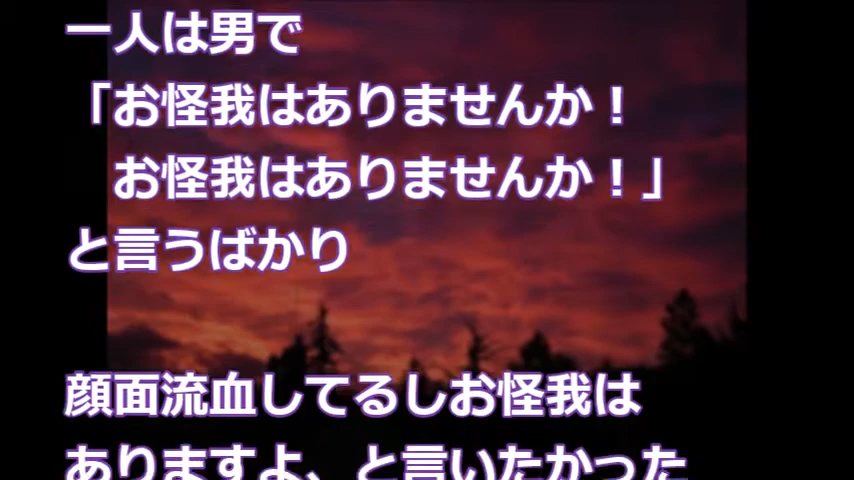 一人は男で
「お怪我はありませんか！
お怪我はありませんか！」
と言うばかり
顔面流血してるしお怪我は
ありますよ、と言いたかった